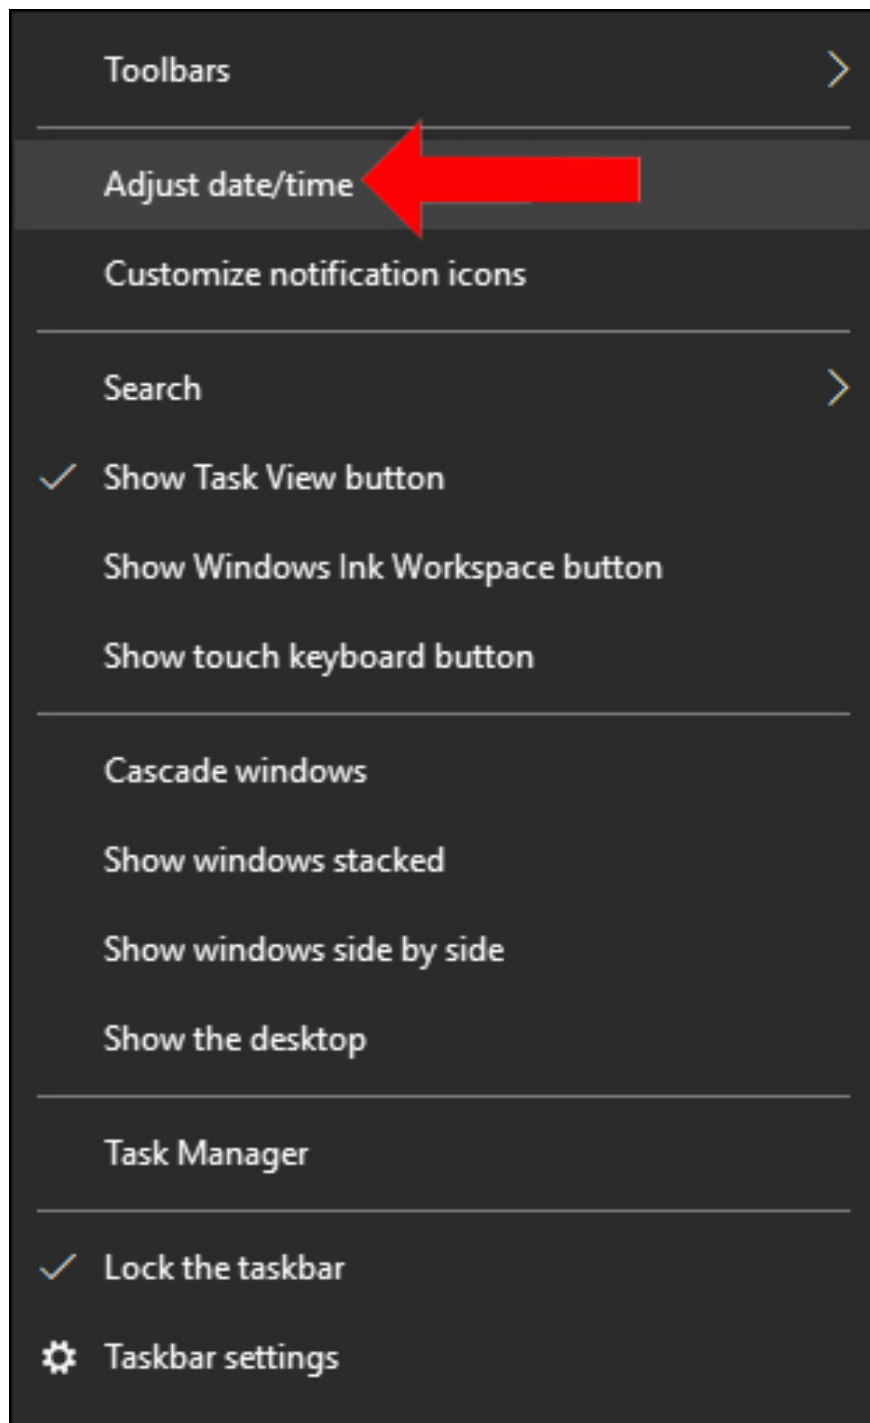 Toolbars
Adjust date/time
Customize notification icons
Search
Show Task View button
Show Windows Ink Workspace button
Show touch keyboard button
Cascade windows
Show windows stacked
Show windows side by side
Show the desktop
Task Manager
Lock the taskbar
Taskbar settings